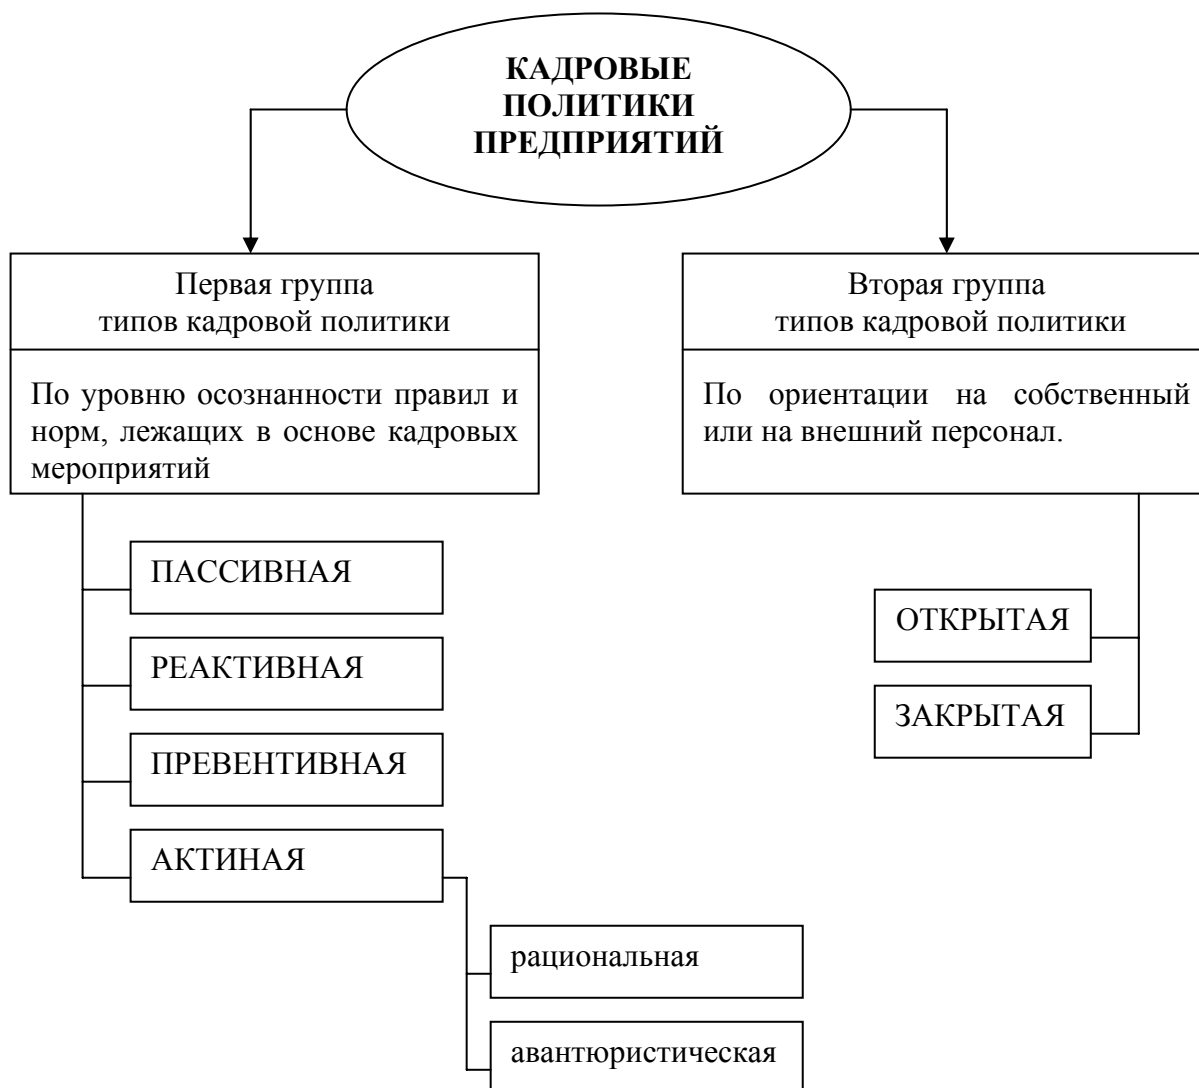 КАДРОВЫЕ
ПОЛИТИКИ
ПРЕДПРИЯТИЙ
Первая группа
типов кадровой политики
По уровню осознанности правил и
норм, лежащих в основе кадровых
мероприятий
ПАССИВНАЯ
РЕАКТИВНАЯ
ПРЕВЕНТИВНАЯ
АКТИНАЯ
рациональная
авантюристическая
Вторая группа
типов кадровой политики
По ориентации на собственный
или на внешний персонал.
ОТКРЫТАЯ
ЗАКРЫТАЯ